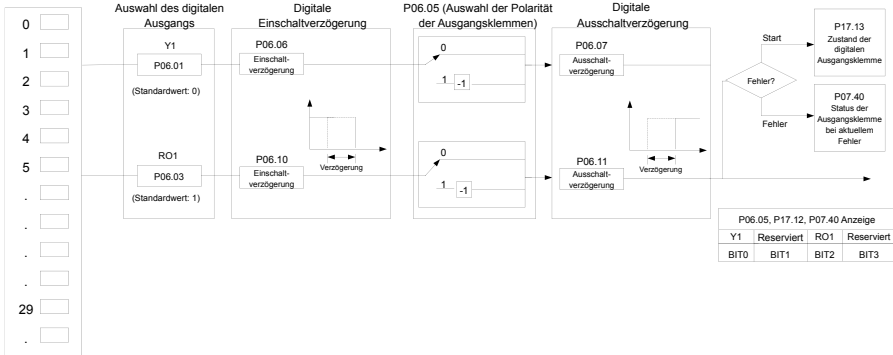 0
1
2
3
4
5
.
.
.
.
29
.
Auswahl des digitalen
Ausgangs
Y1
P06.01
(Standardwert: 0)
RO1
P06.03
(Standardwert: 1)
Digitale
Einschaltverzögerung
P06.06
Einschalt-
verzögerung
Verzögerung
P06.10
Einschalt-
verzögerung
P06.05 (Auswahl der Polarität
der Ausgangsklemmen)
0
1
-1
0
1
-1
Digitale
Ausschaltverzögerung
P06.07
Ausschalt-
verzögerung
Verzögerung
P06.11
Ausschalt-
verzögerung
Start
Fehler?
Fehler
P17.13
Zustand der
digitalen
Ausgangsklemme
P07.40
Status der
Ausgangsklemme
bei aktuellem
Fehler
P06.05, P17.12, P07.40 Anzeige
Y1 Reserviert RO1 Reserviert
BIT0 BIT1 BIT2 BIT3